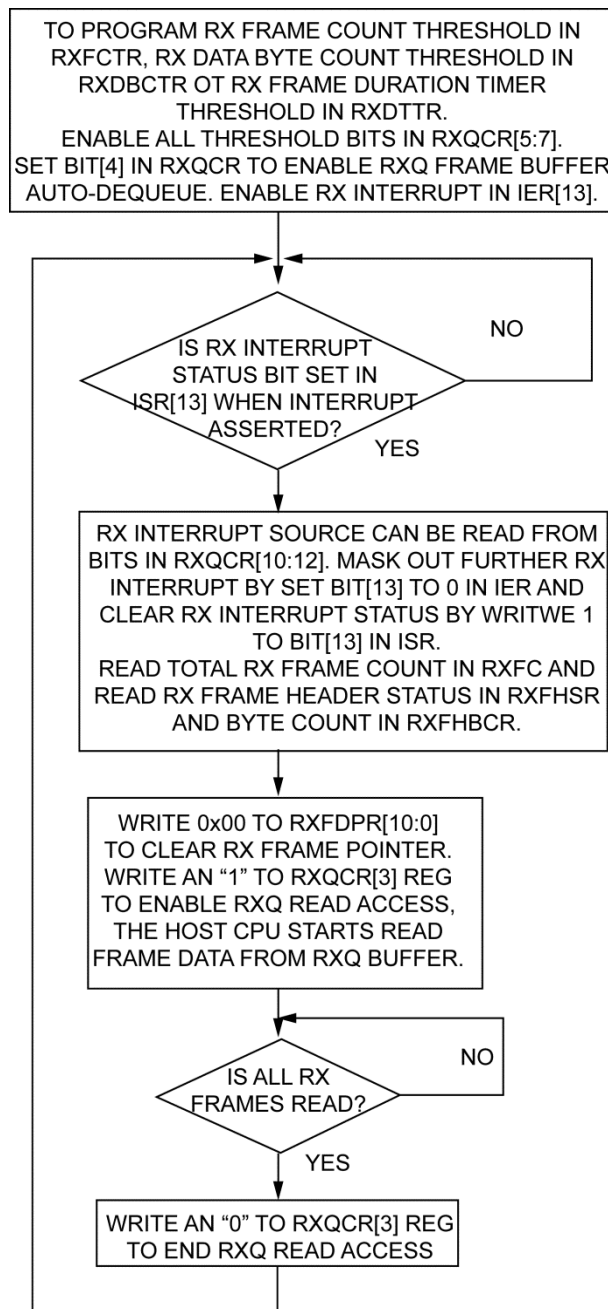 TO PROGRAM RX FRAME COUNT THRESHOLD IN
RXFCTR, RX DATA BYTE COUNT THRESHOLD IN
RXDBCTR OT RX FRAME DURATION TIMER
THRESHOLD IN RXDTTR.
ENABLE ALL THRESHOLD BITS IN RXQCR[5:7].
SET BIT[4] IN RXQCR TO ENABLE RXQ FRAME BUFFER
AUTO-DEQUEUE. ENABLE RX INTERRUPT IN IER[13].
NO
IS RX INTERRUPT
STATUS BIT SET IN
ISR[13] WHEN INTERRUPT
ASSERTED?
YES
RX INTERRUPT SOURCE CAN BE READ FROM
BITS IN RXQCR[10:12]. MASK OUT FURTHER RX
INTERRUPT BY SET BIT[13] TO 0 IN IER AND
CLEAR RX INTERRUPT STATUS BY WRITWE 1
TO BIT[13] IN ISR.
READ TOTAL RX FRAME COUNT IN RXFC AND
READ RX FRAME HEADER STATUS IN RXFHSR
AND BYTE COUNT IN RXFHBCR.
WRITE 0x00 TO RXFDPR[10:0]
TO CLEAR RX FRAME POINTER.
WRITE AN “1” TO RXQCR[3] REG
TO ENABLE RXQ READ ACCESS,
THE HOST CPU STARTS READ
FRAME DATA FROM RXQ BUFFER.
NO
IS ALL RX
FRAMES READ?
YES
WRITE AN “0” TO RXQCR[3] REG
TO END RXQ READ ACCESS